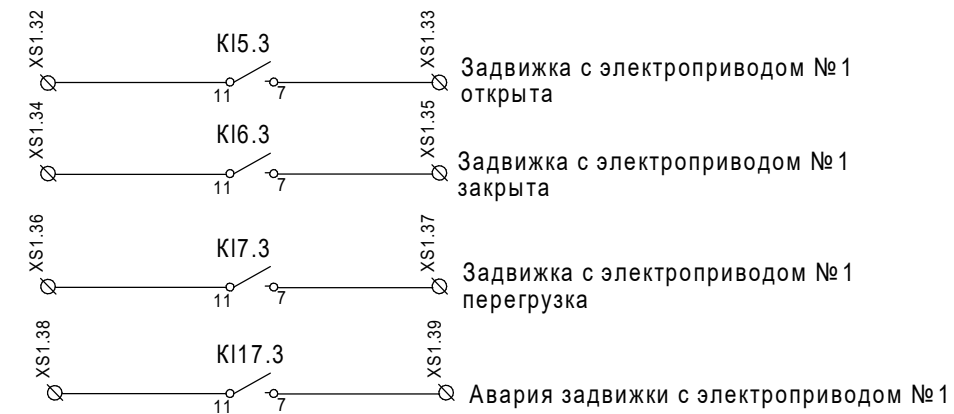 XS1.32
KI5.3
XS1.33
11
7
Задвижка с электроприводом №1
открыта
XS1.34
KI6.3
XS1.35
11
7
Задвижка с электроприводом №1
закрыта
XS1.36
KI7.3
XS1.37
11
7
Задвижка с электроприводом №1
перегрузка
XS1.38
KI17.3
XS1.39
11
7
Авария задвижки с электроприводом №1